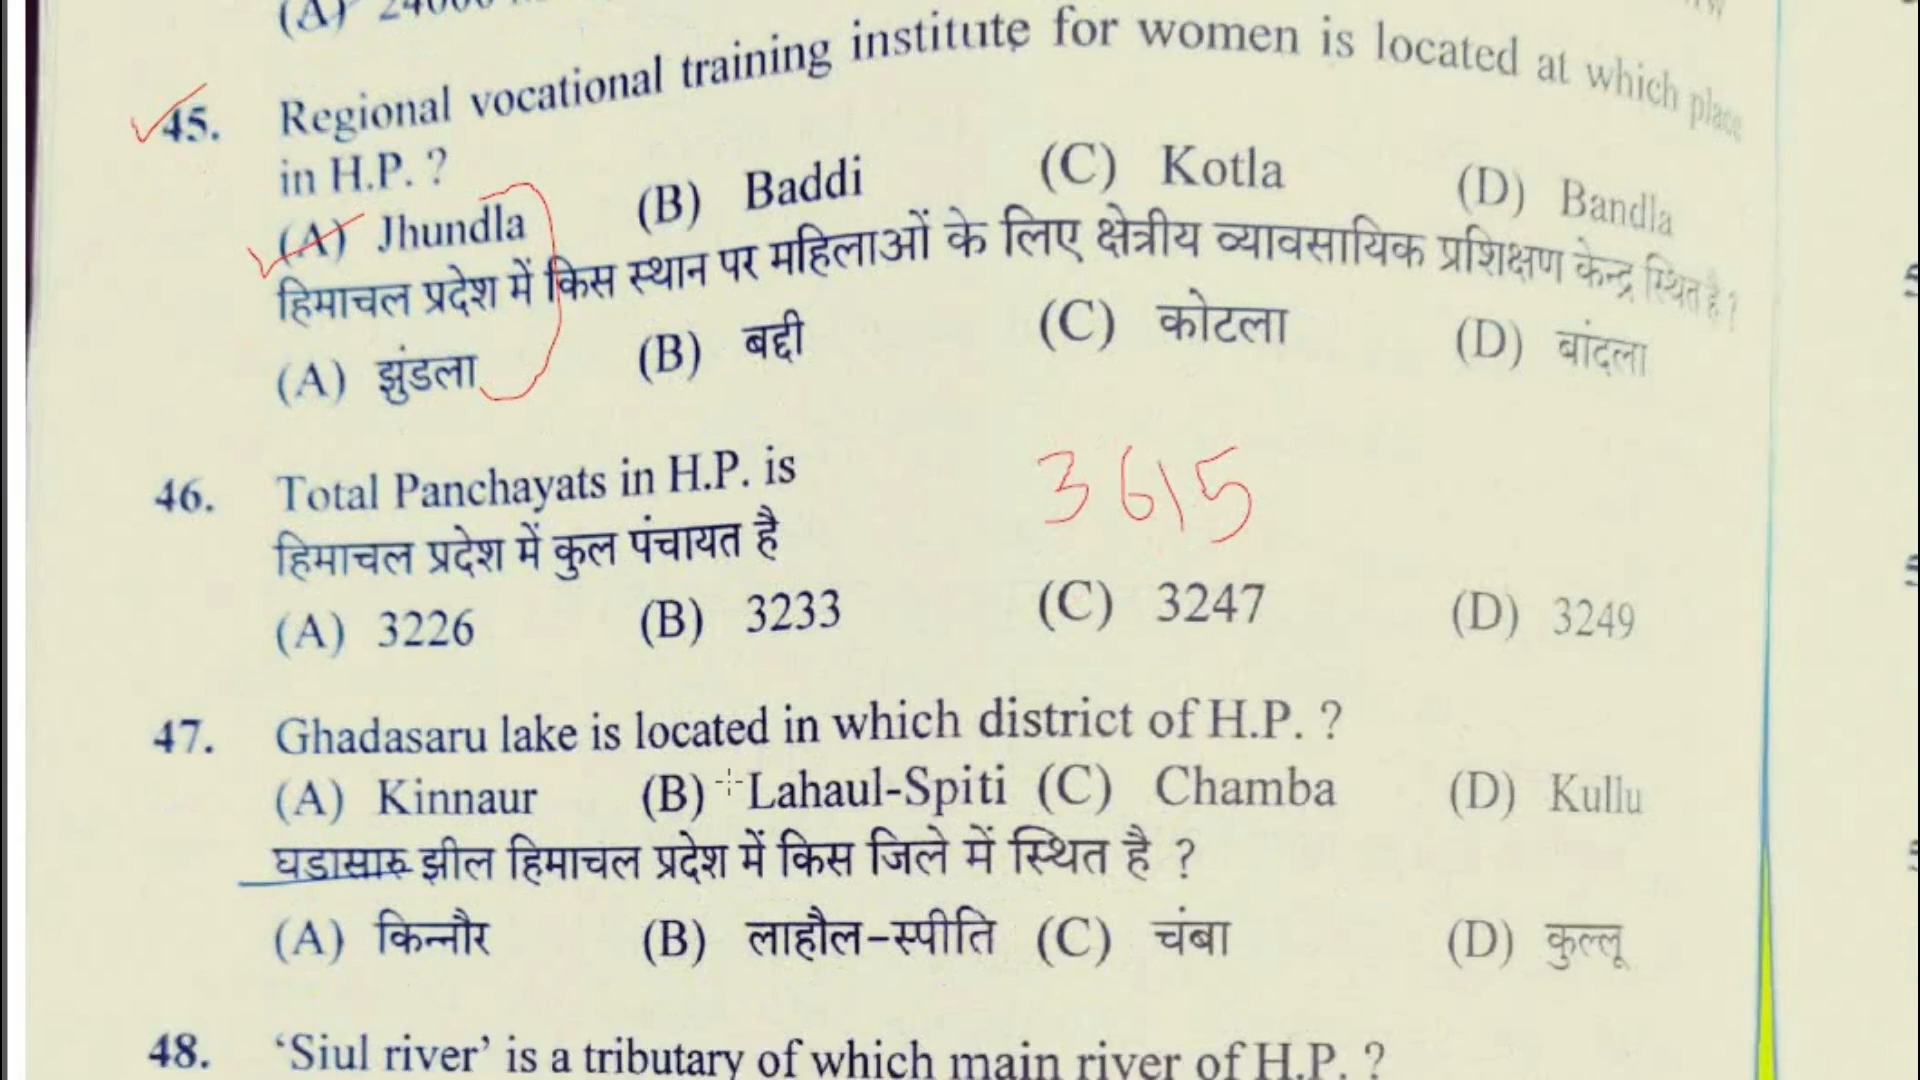 45. Regional vocational training institute for women is located at which place
in H.P. ?
(A) Jhundla (B) Baddi (C) Kotla (D) Bandla
हिमाचल प्रदेश में किस स्थान पर महिलाओं के लिए क्षेत्रीय व्यावसायिक प्रशिक्षण केन्द्र स्थित है ?
(A) झुंडला (B) बद्दी (C) कोटला (D) बांदला
46. Total Panchayats in H.P. is
3615
हिमाचल प्रदेश में कुल पंचायत है
(A) 3226 (B) 3233 (C) 3247 (D) 3249
47. Ghadasaru lake is located in which district of H.P. ?
(A) Kinnaur (B) Lahaul-Spiti (C) Chamba (D) Kullu
घडासारु झील हिमाचल प्रदेश में किस जिले में स्थित है ?
(A) किन्नौर (B) लाहौल-स्पीति (C) चंबा (D) कुल्लू
48. ‘Siul river’ is a tributary of which main river of H.P. ?